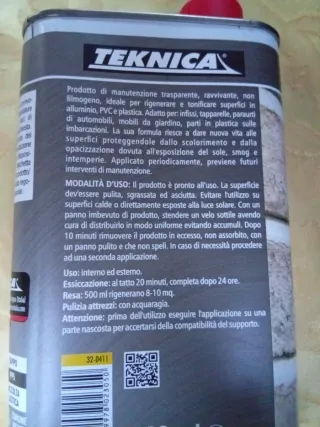 TEKNICA
Prodotto di manutenzione trasparente, ravvivante, non
filmogeno, ideale per rigenerare e tonificare superfici in
alluminio, PVC e plastica. Adatto per: infissi, tapparelle, paraurti
di automobili, mobili da giardino, parti in plastica sulle
imbarcazioni. La sua formula riesce a dare nuova vita alle
superfici proteggendole dallo scolorimento e dalla
opacizzazione dovuta all'esposizione del sole, smog e
intemperie. Applicato periodicamente, previene futuri
interventi di manutenzione.
MODALITÀ D'USO: Il prodotto è pronto all'uso. La superficie
dev'essere pulita, sgrassata ed asciutta. Evitare l'utilizzo su
superfici calde o direttamente esposte alla luce solare. Con un
panno imbevuto di prodotto, stendere un velo sottile avendo
cura di distribuirlo in modo uniforme evitando accumuli. Dopo
10 minuti rimuovere il prodotto in eccesso, non assorbito, con
un panno pulito e che non speli. In caso di necessità procedere
ad una seconda applicazione.
Uso: interno ed esterno.
Essiccazione: al tatto 20 minuti, completa dopo 24 ore.
Resa: 500 ml rigenerano 8-10 mq.
Pulizia attrezzi: con acquaragia.
Attenzione: prima dell'utilizzo eseguire l'applicazione su una
parte nascosta per accertarsi della compatibilità del supporto.
32-0411